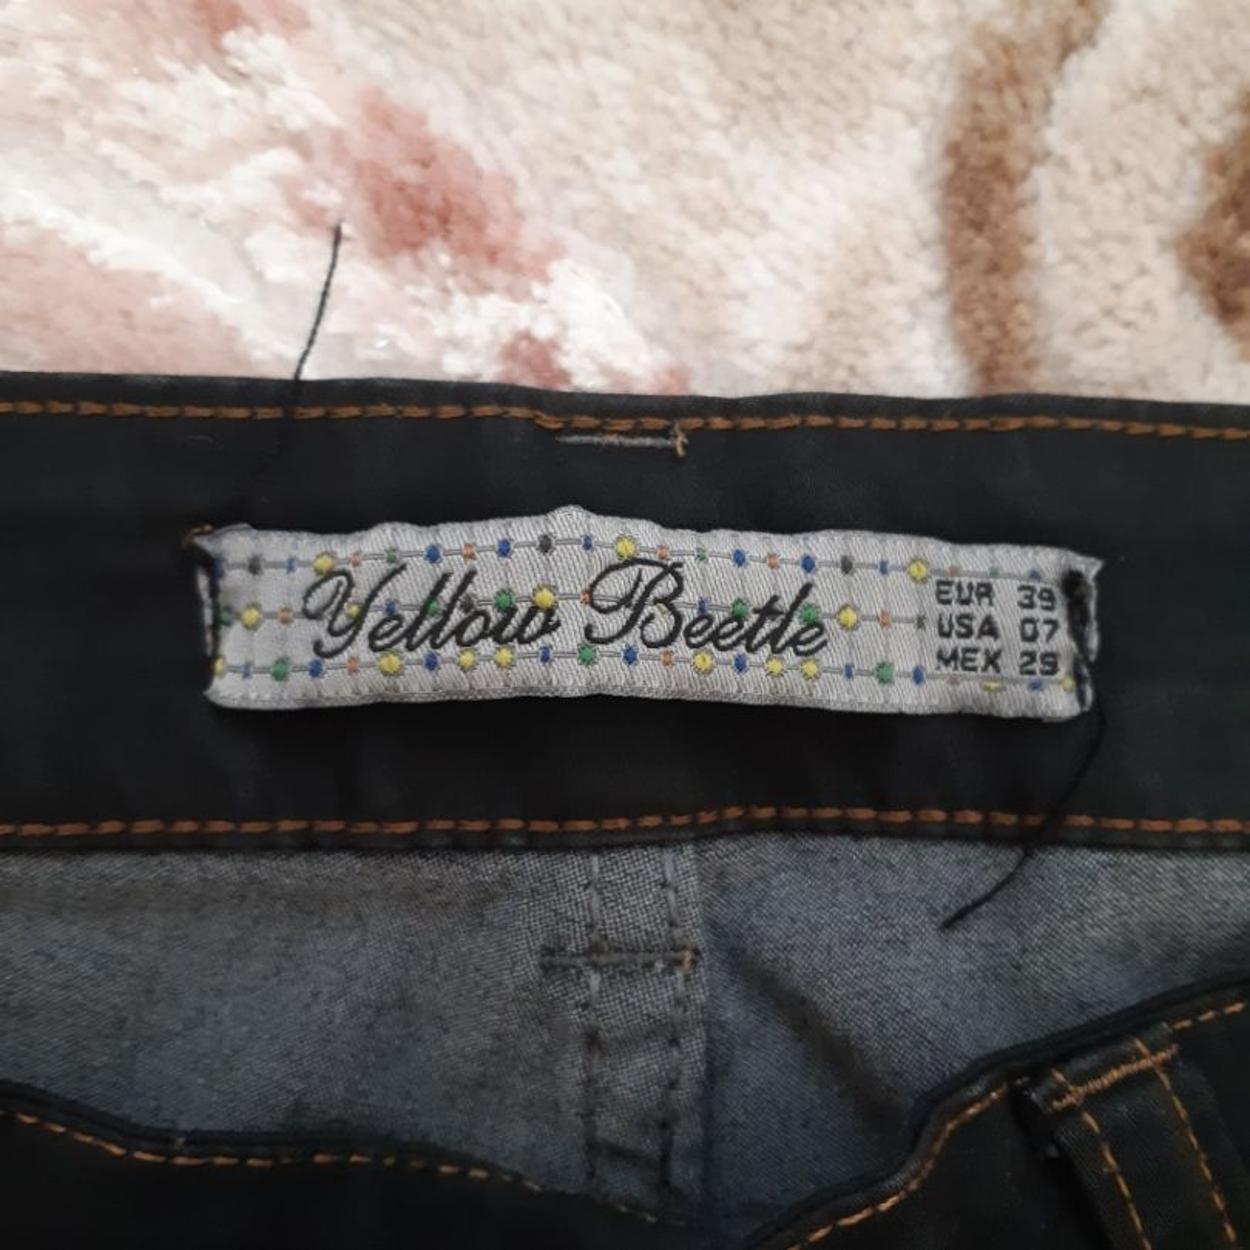 Yellow Beetle
EUR 39
USA 07
MEX 29